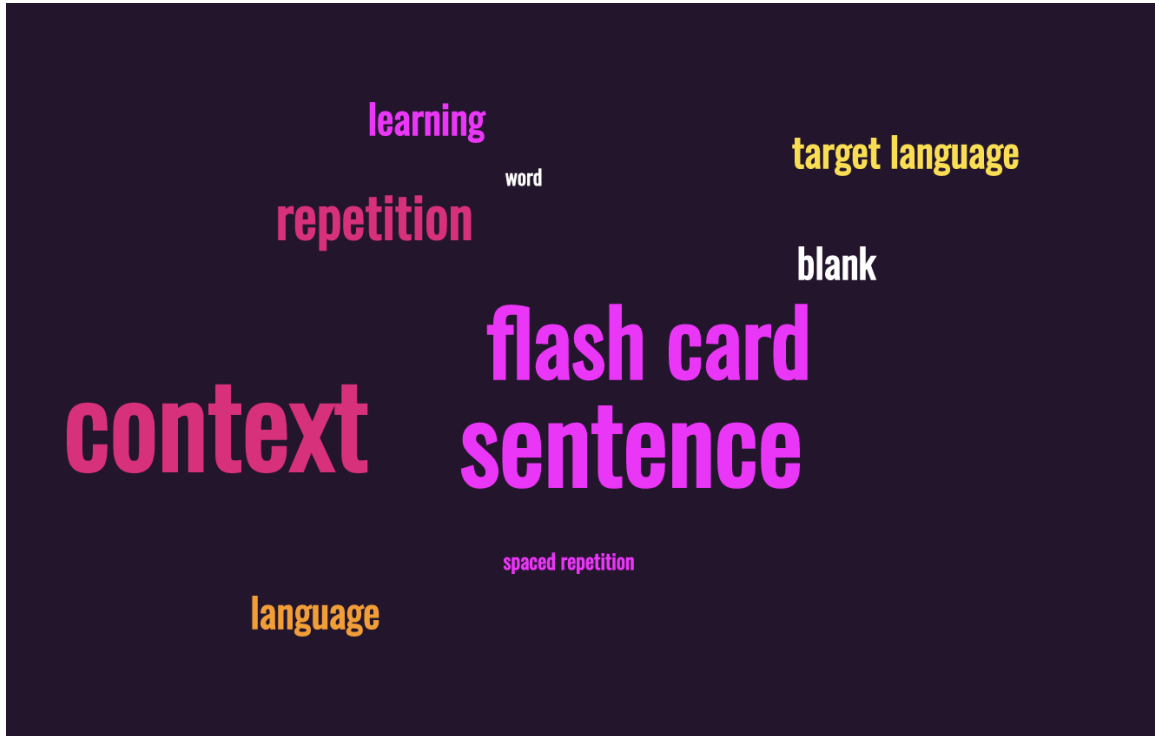 learning
target language
word
repetition
blank
flash card
context
sentence
spaced repetition
language